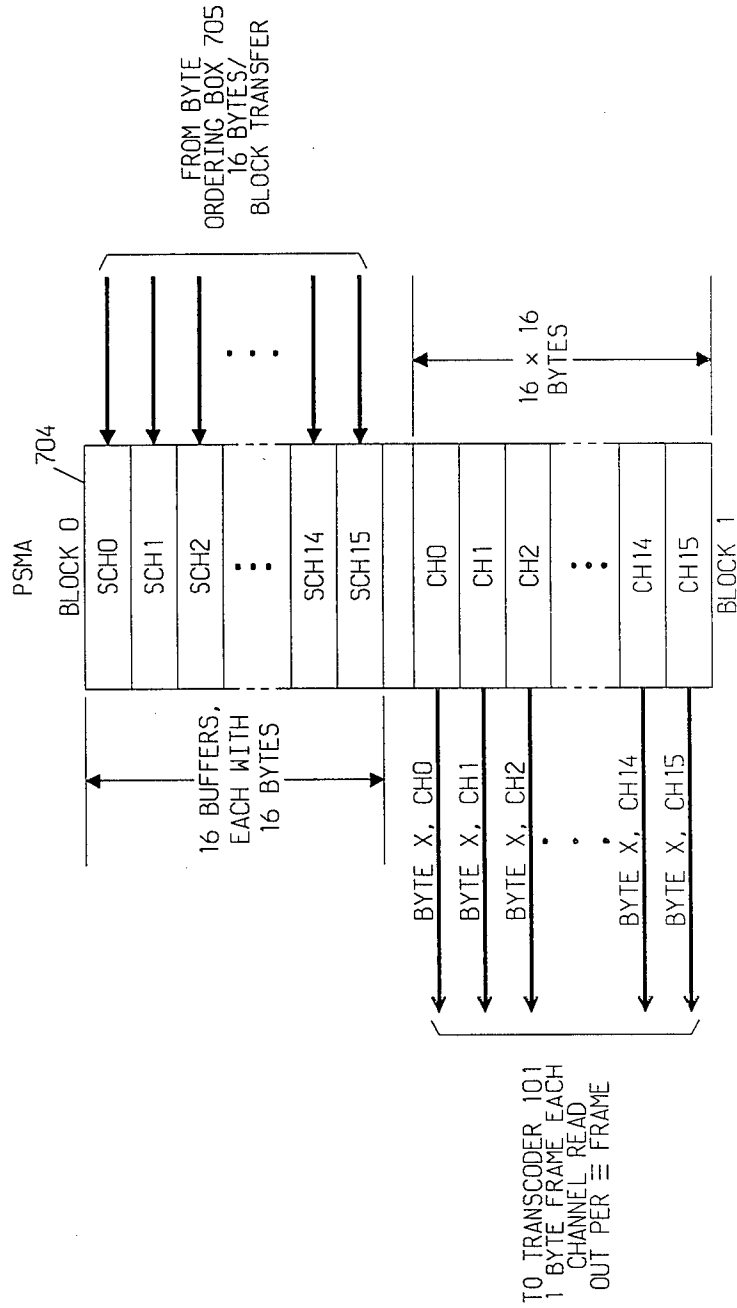 PSMA
BLOCK 0
704
SCH0
SCH1
SCH2
SCH14
SCH15
CH0
CH1
CH2
CH14
CH15
BLOCK 1
FROM BYTE
ORDERING BOX 705
16 BYTES/
BLOCK TRANSFER
16 BUFFERS,
EACH WITH
16 BYTES
16 × 16
BYTES
BYTE X, CH0
BYTE X, CH1
BYTE X, CH2
BYTE X, CH14
BYTE X, CH15
TO TRANSCODER 101
1 BYTE FRAME EACH
CHANNEL READ
OUT PER ≡ FRAME